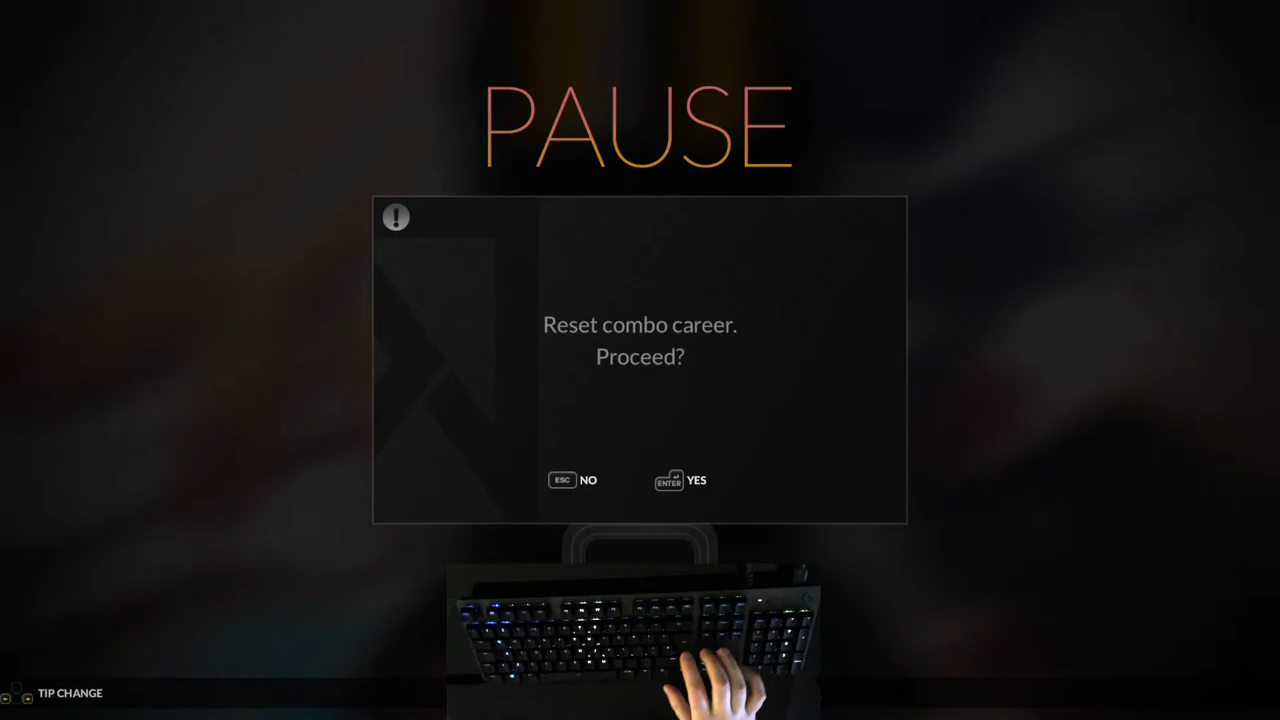 PAUSE
!
Reset combo career.
Proceed?
ESC NO
ENTER YES
TIP CHANGE